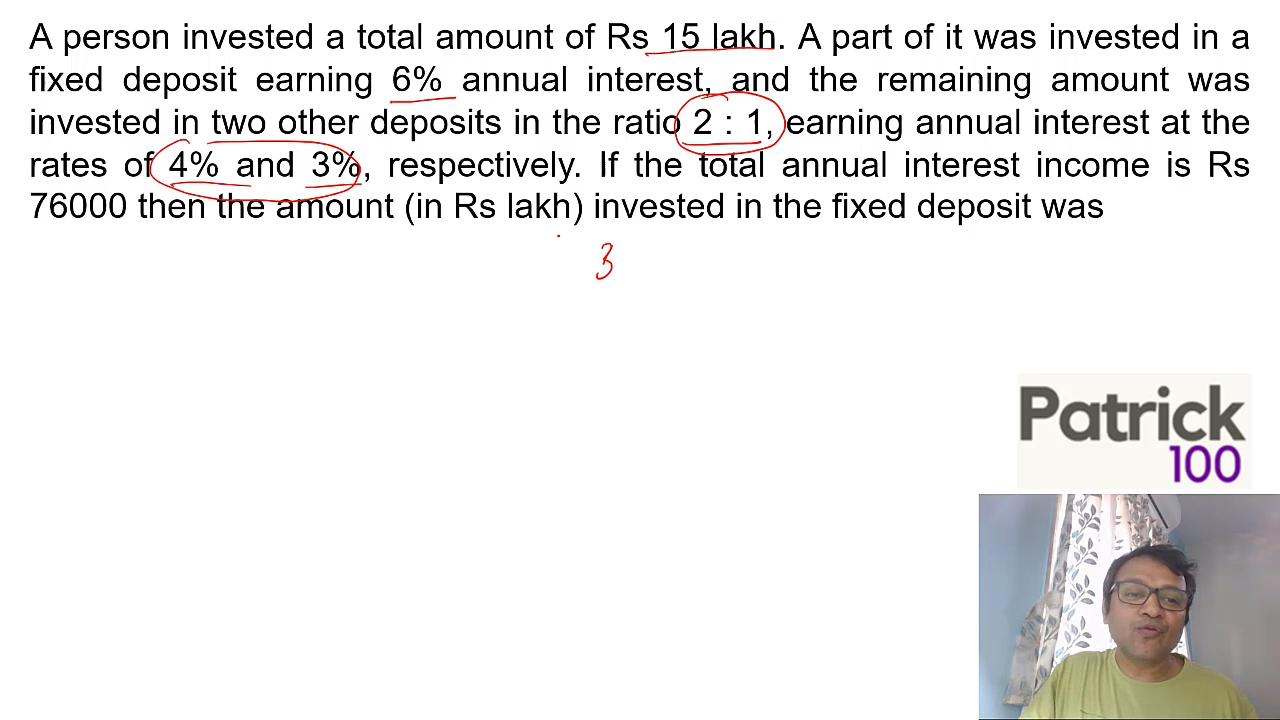 A person invested a total amount of Rs 15 lakh. A part of it was invested in a
fixed deposit earning 6% annual interest, and the remaining amount was
invested in two other deposits in the ratio 2 : 1, earning annual interest at the
rates of 4% and 3%, respectively. If the total annual interest income is Rs
76000 then the amount (in Rs lakh) invested in the fixed deposit was
3
Patrick
100